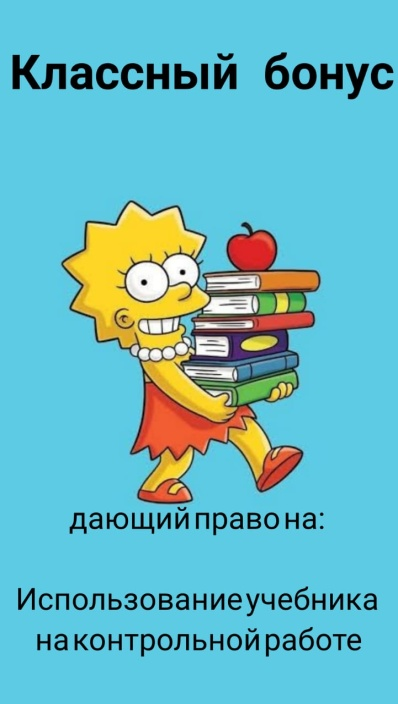 Классный бонус
дающий право на:
Использование учебника
на контрольной работе